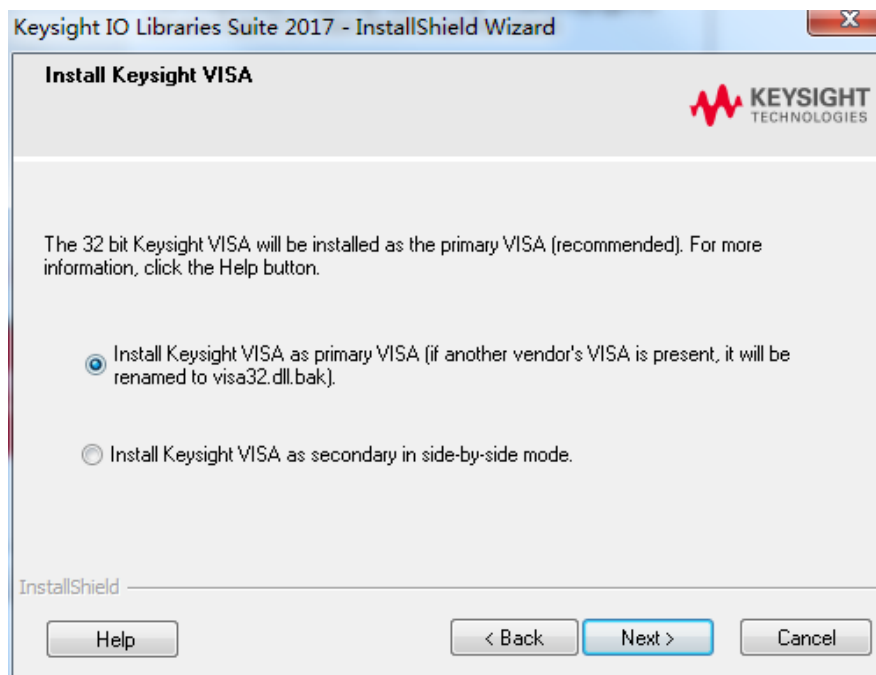 Keysight IO Libraries Suite 2017 - InstallShield Wizard
X
Install Keysight VISA
KEYSIGHT
TECHNOLOGIES
The 32 bit Keysight VISA will be installed as the primary VISA (recommended). For more
information, click the Help button.
Install Keysight VISA as primary VISA (if another vendor's VISA is present, it will be
renamed to visa32.dll.bak).
Install Keysight VISA as secondary in side-by-side mode.
InstallShield
Help
< Back
Next >
Cancel